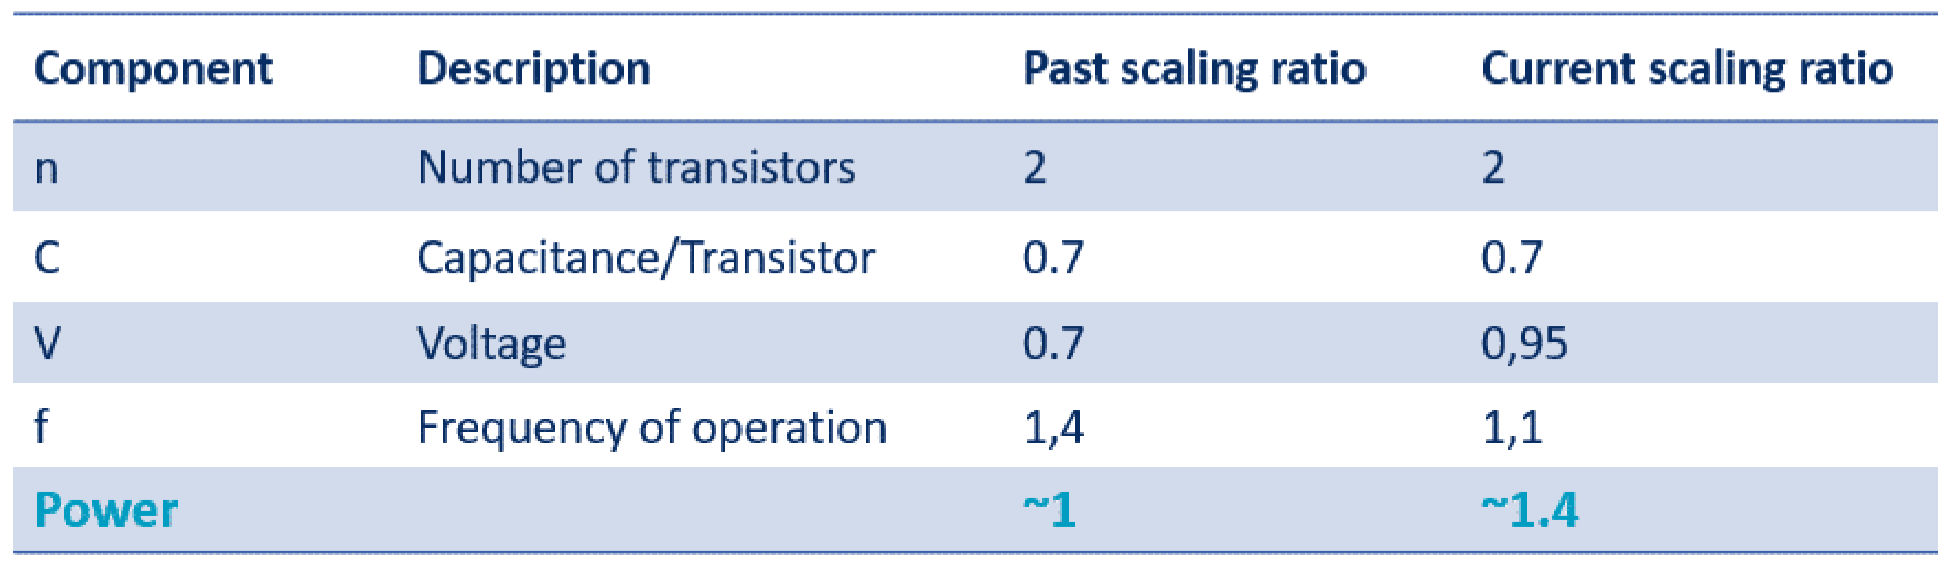 Component Description Past scaling ratio Current scaling ratio
n Number of transistors 2 2
C Capacitance/Transistor 0.7 0.7
V Voltage 0.7 0,95
f Frequency of operation 1,4 1,1
Power ~1 ~1.4